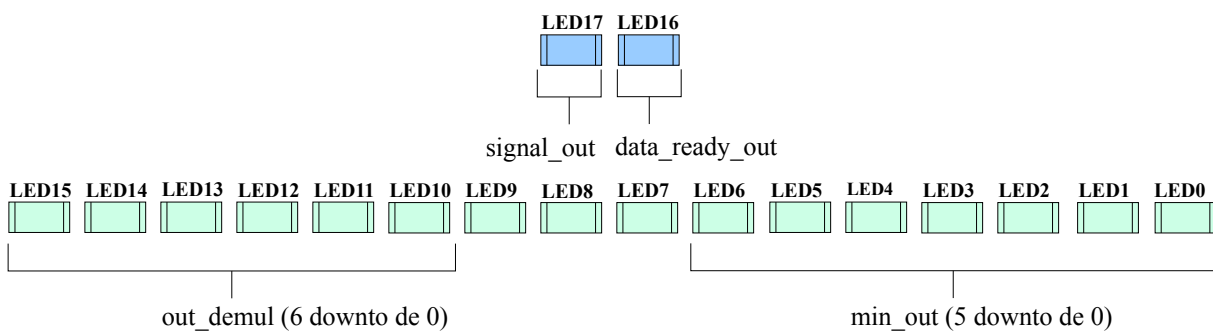 LED17 LED16
signal_out data_ready_out
LED15 LED14 LED13 LED12 LED11 LED10 LED9 LED8 LED7 LED6 LED5 LED4 LED3 LED2 LED1 LED0
out_demul (6 downto de 0) min_out (5 downto de 0)